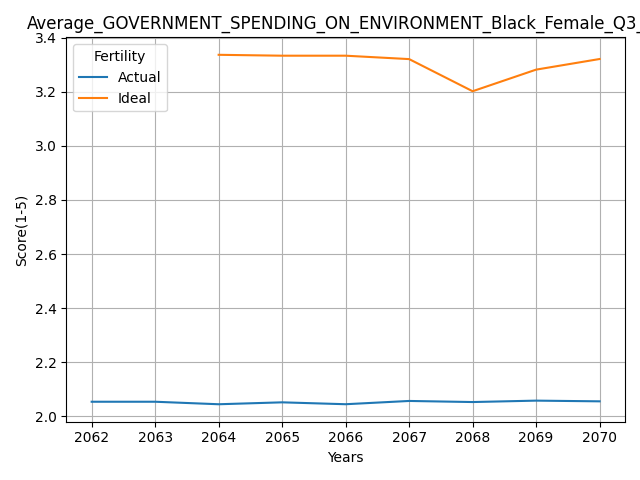 Average_GOVERNMENT_SPENDING_ON_ENVIRONMENT_Black_Female_Q3_
Fertility
Actual
Ideal
Score(1-5)
3.4
3.2
3.0
2.8
2.6
2.4
2.2
2.0
2062 2063 2064 2065 2066 2067 2068 2069 2070
Years